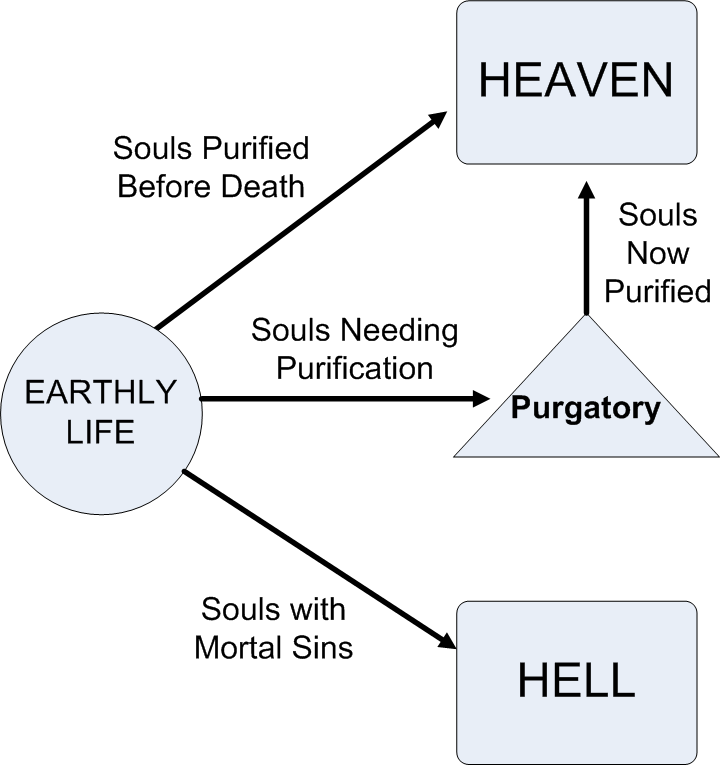 HEAVEN
Souls Purified
Before Death
Souls
Now
Purified
Souls Needing
Purification
EARTHLY
LIFE
Purgatory
Souls with
Mortal Sins
HELL